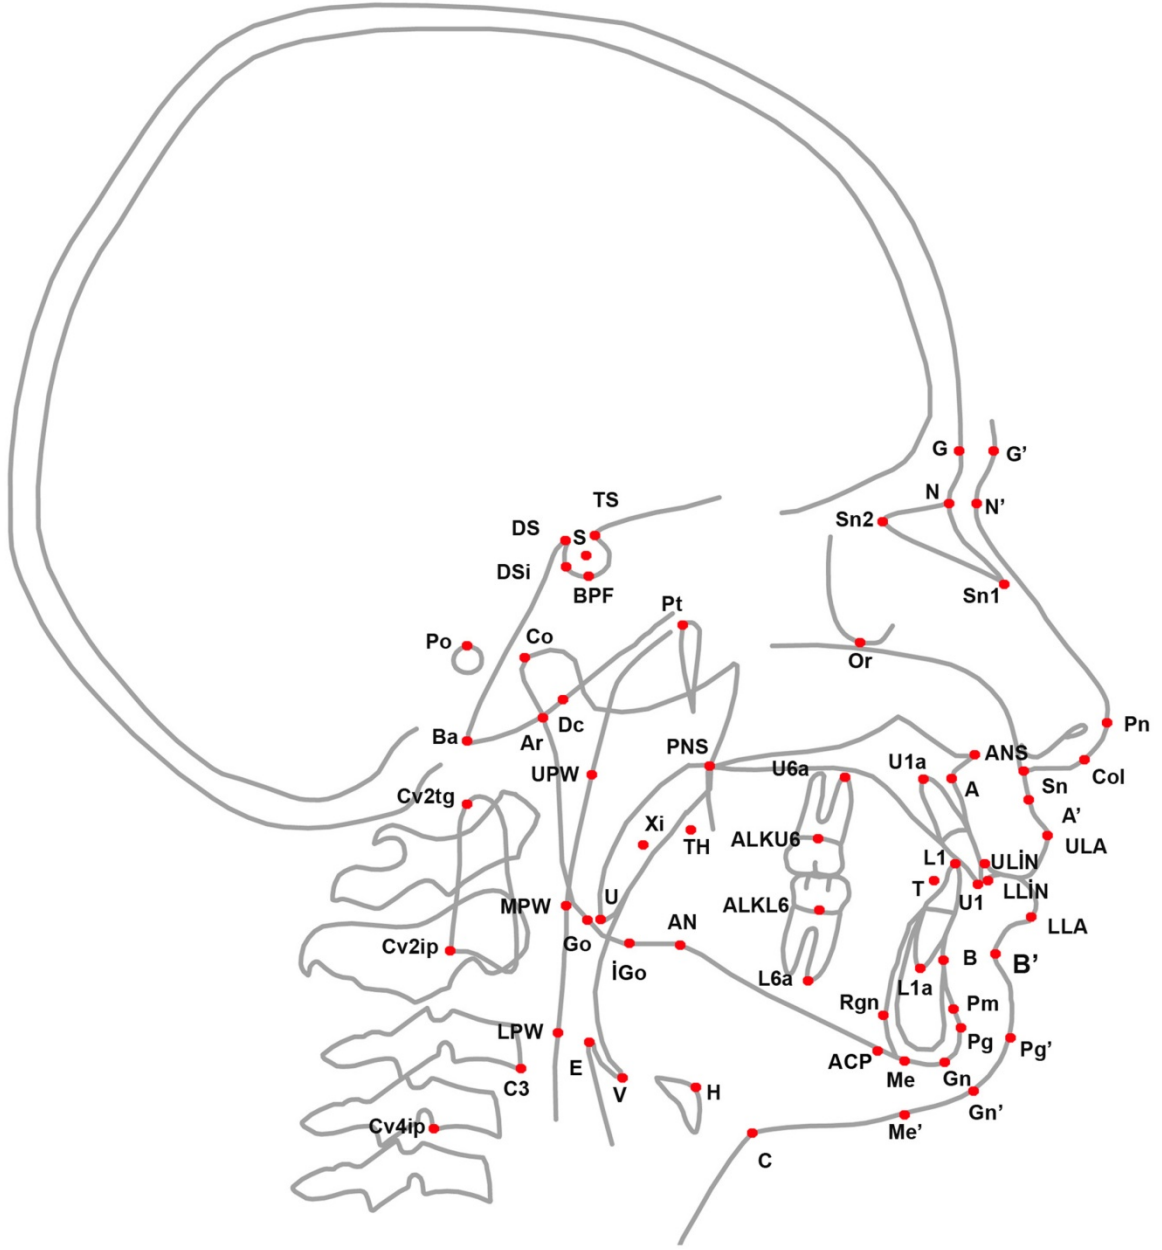 G
G’
N
N’
TS
Sn2
DS
S
DSi
BPF
Sn1
Pt
Po
Co
Or
Pn
Dc
Ba
Ar
PNS
ANS
UPW
U6a
U1a
Col
A
Sn
Cv2tg
A’
Xi
TH
ALKU6
ULA
L1
ULİN
T
U1
LLİN
U
MPW
ALKL6
AN
LLA
Go
Cv2ip
İGo
B
B’
L6a
L1a
Rgn
Pm
LPW
Pg
Pg’
E
ACP
Me
Gn
C3
V
H
Gn’
Cv4ip
Me’
C